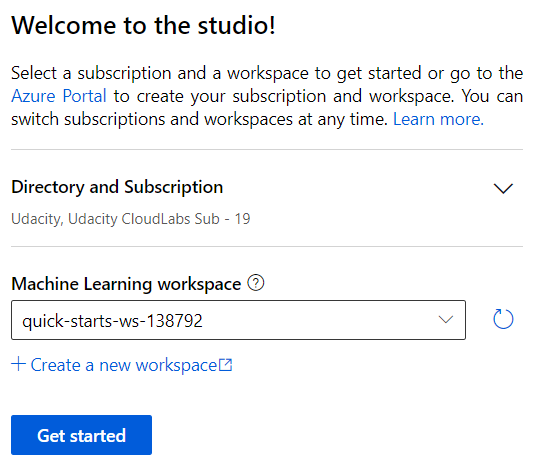 Welcome to the studio!
Select a subscription and a workspace to get started or go to the
Azure Portal to create your subscription and workspace. You can
switch subscriptions and workspaces at any time. Learn more.
Directory and Subscription
Udacity, Udacity CloudLabs Sub - 19
Machine Learning workspace
quick-starts-ws-138792
Create a new workspace
Get started